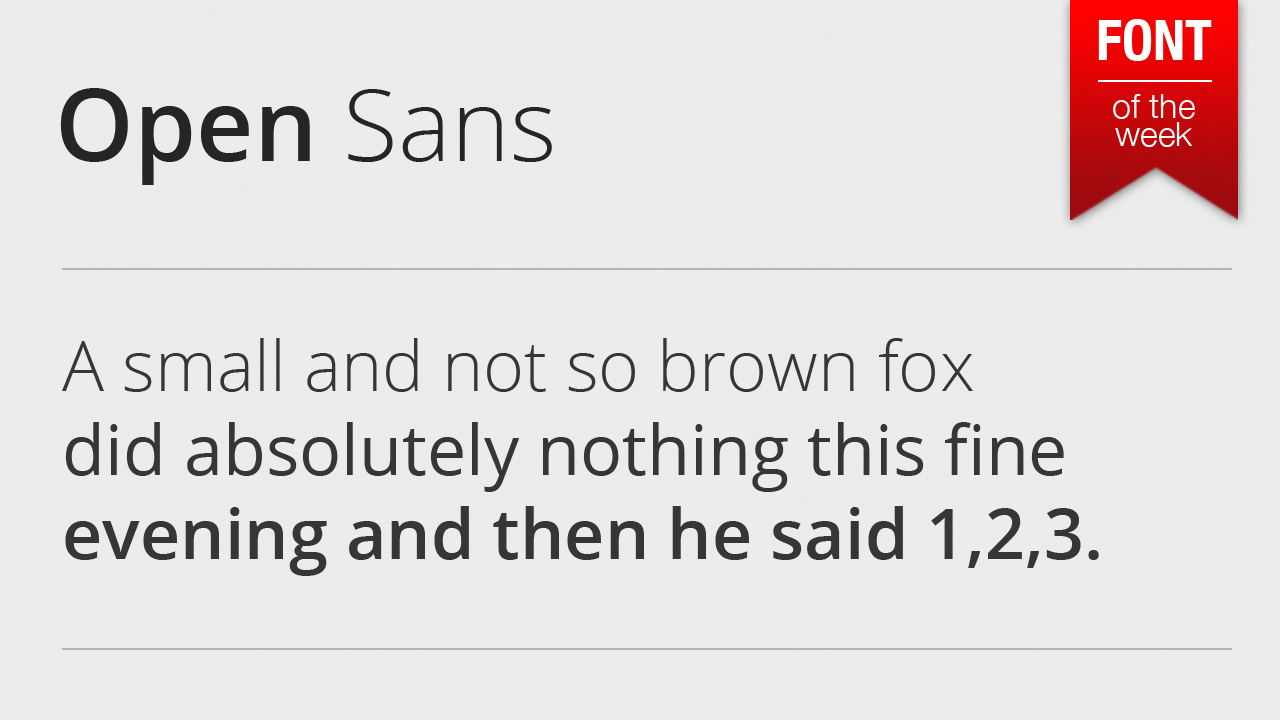 Open Sans
FONT
of the
week
A small and not so brown fox
did absolutely nothing this fine
evening and then he said 1,2,3.